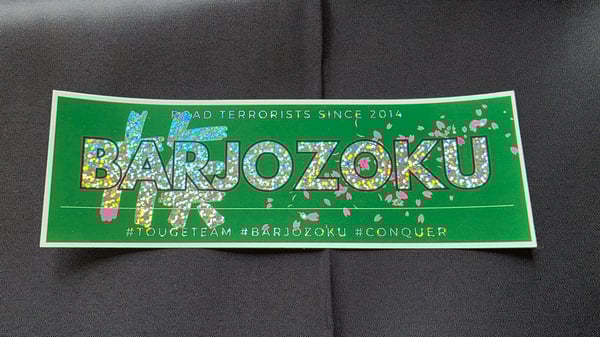 ROAD TERRORISTS SINCE 2014
BARJOZOKU
#TOUGETEAM #BARJOZOKU #CONQUER